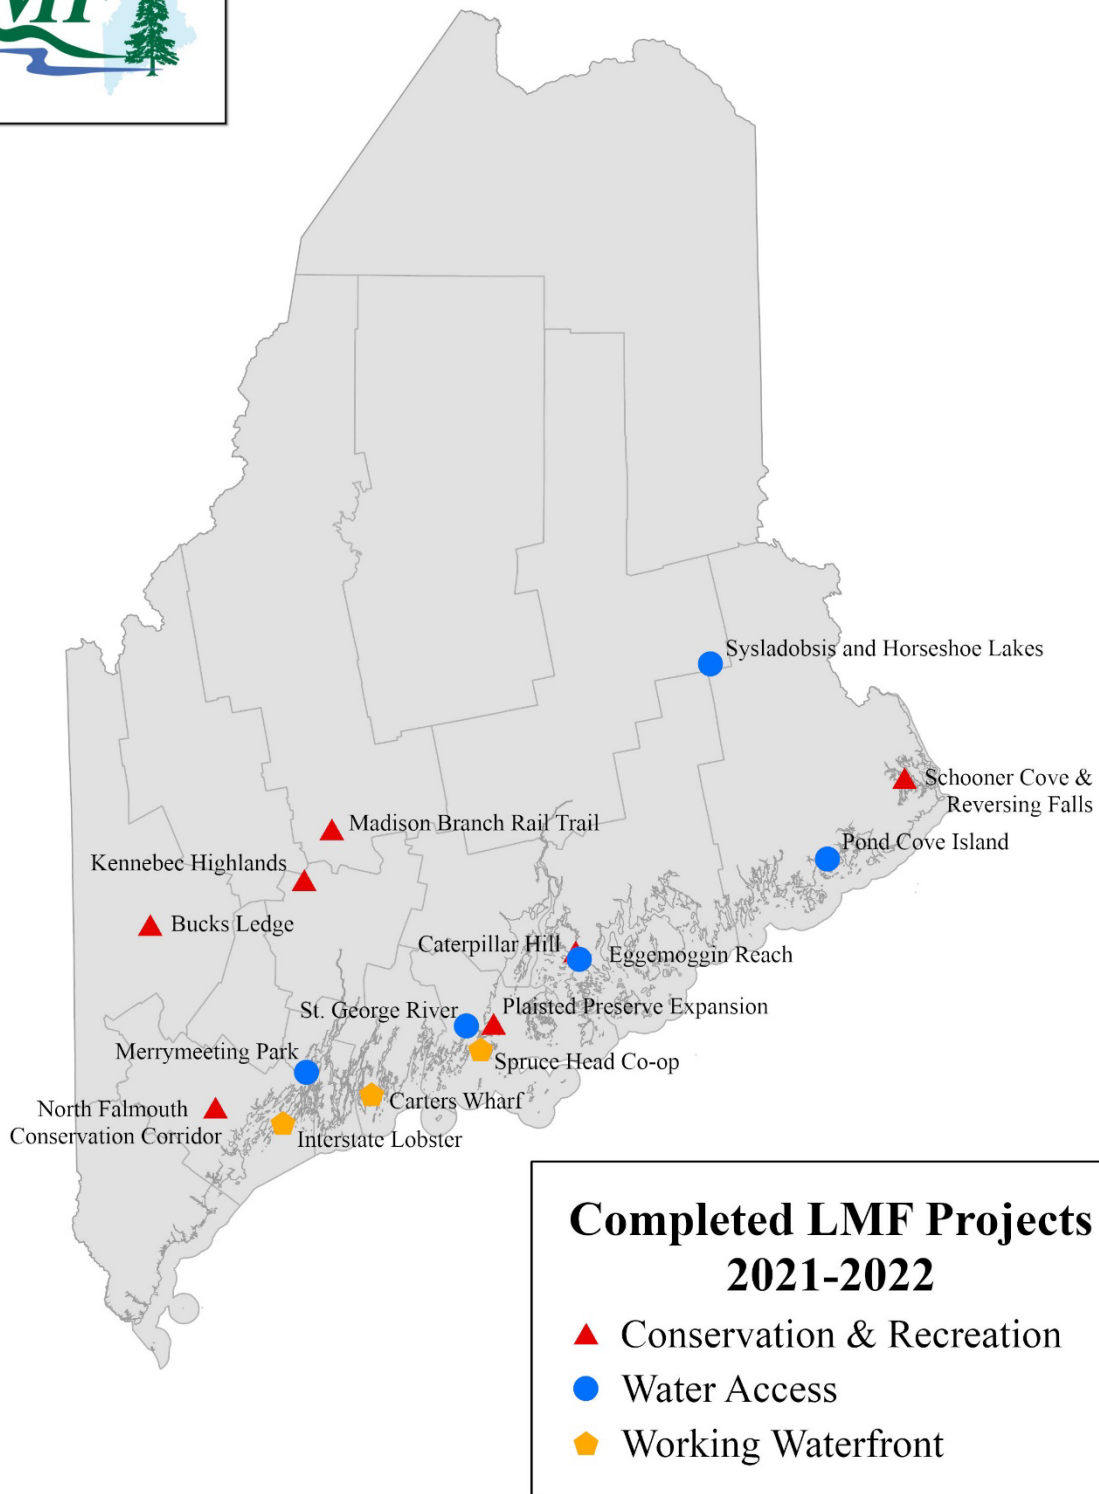 Sysladobsis and Horseshoe Lakes
Schooner Cove &
Reversing Falls
Madison Branch Rail Trail
Pond Cove Island
Kennebec Highlands
Bucks Ledge
Caterpillar Hill
Eggemoggin Reach
St. George River
Plaisted Preserve Expansion
Merrymeeting Park
Spruce Head Co-op
Carters Wharf
North Falmouth
Conservation Corridor
Interstate Lobster
Completed LMF Projects
2021-2022
Conservation & Recreation
Water Access
Working Waterfront